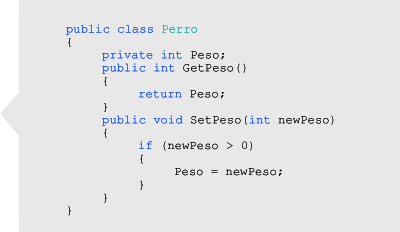 public class Perro
{
private int Peso;
public int GetPeso()
{
return Peso;
}
public void SetPeso(int newPeso)
{
if (newPeso > 0)
{
Peso = newPeso;
}
}
}